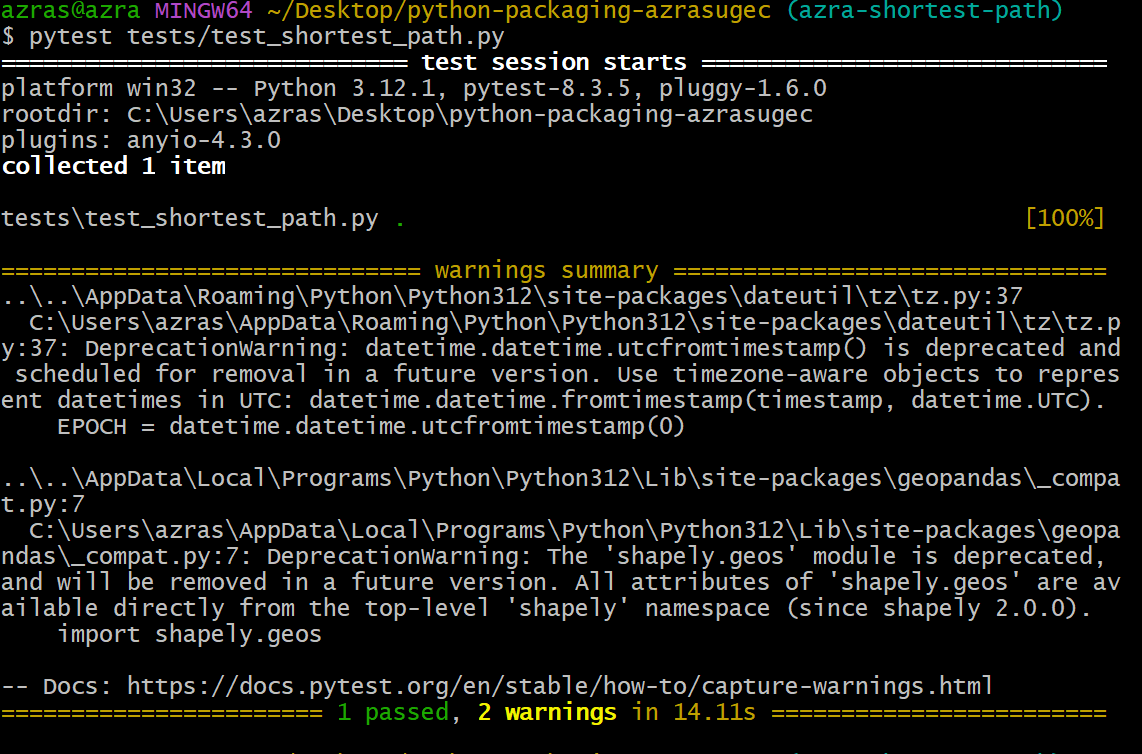 azras@azra MINGW64 ~/Desktop/python-packaging-azrasugec (azra-shortest-path)
$ pytest tests/test_shortest_path.py
============================= test session starts =============================
platform win32 -- Python 3.12.1, pytest-8.3.5, pluggy-1.6.0
rootdir: C:\Users\azras\Desktop\python-packaging-azrasugec
plugins: anyio-4.3.0
collected 1 item
tests\test_shortest_path.py . [100%]
============================== warnings summary ===============================
..\..\AppData\Roaming\Python\Python312\site-packages\dateutil\tz\tz.py:37
C:\Users\azras\AppData\Roaming\Python\Python312\site-packages\dateutil\tz\tz.p
y:37: DeprecationWarning: datetime.datetime.utcfromtimestamp() is deprecated and
scheduled for removal in a future version. Use timezone-aware objects to repres
ent datetimes in UTC: datetime.datetime.fromtimestamp(timestamp, datetime.UTC).
EPOCH = datetime.datetime.utcfromtimestamp(0)
..\..\AppData\Local\Programs\Python\Python312\Lib\site-packages\geopandas\_compa
t.py:7
C:\Users\azras\AppData\Local\Programs\Python\Python312\Lib\site-packages\geopa
ndas\_compat.py:7: DeprecationWarning: The 'shapely.geos' module is deprecated,
and will be removed in a future version. All attributes of 'shapely.geos' are av
ailable directly from the top-level 'shapely' namespace (since shapely 2.0.0).
import shapely.geos
-- Docs: https://docs.pytest.org/en/stable/how-to/capture-warnings.html
======================= 1 passed, 2 warnings in 14.11s ========================